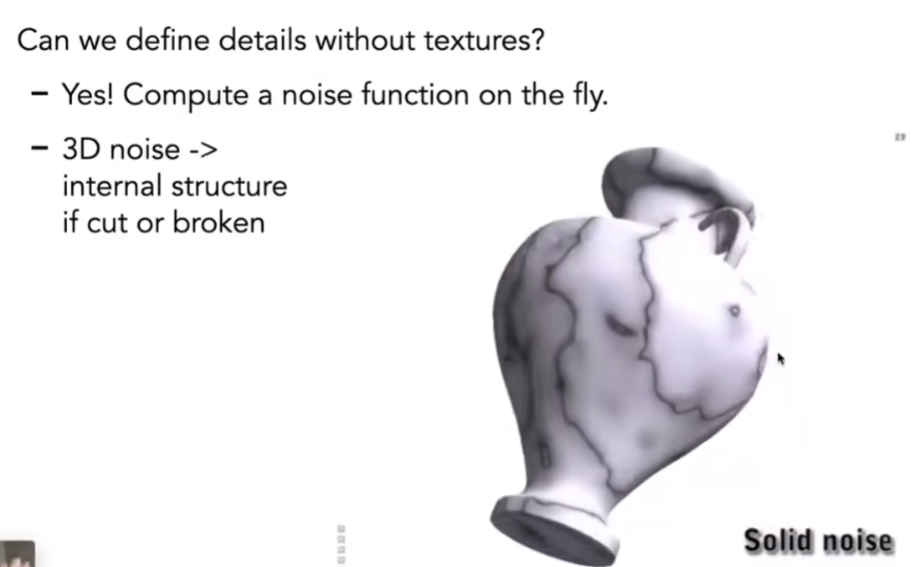 Can we define details without textures?
– Yes! Compute a noise function on the fly.
– 3D noise ->
internal structure
if cut or broken
Solid noise